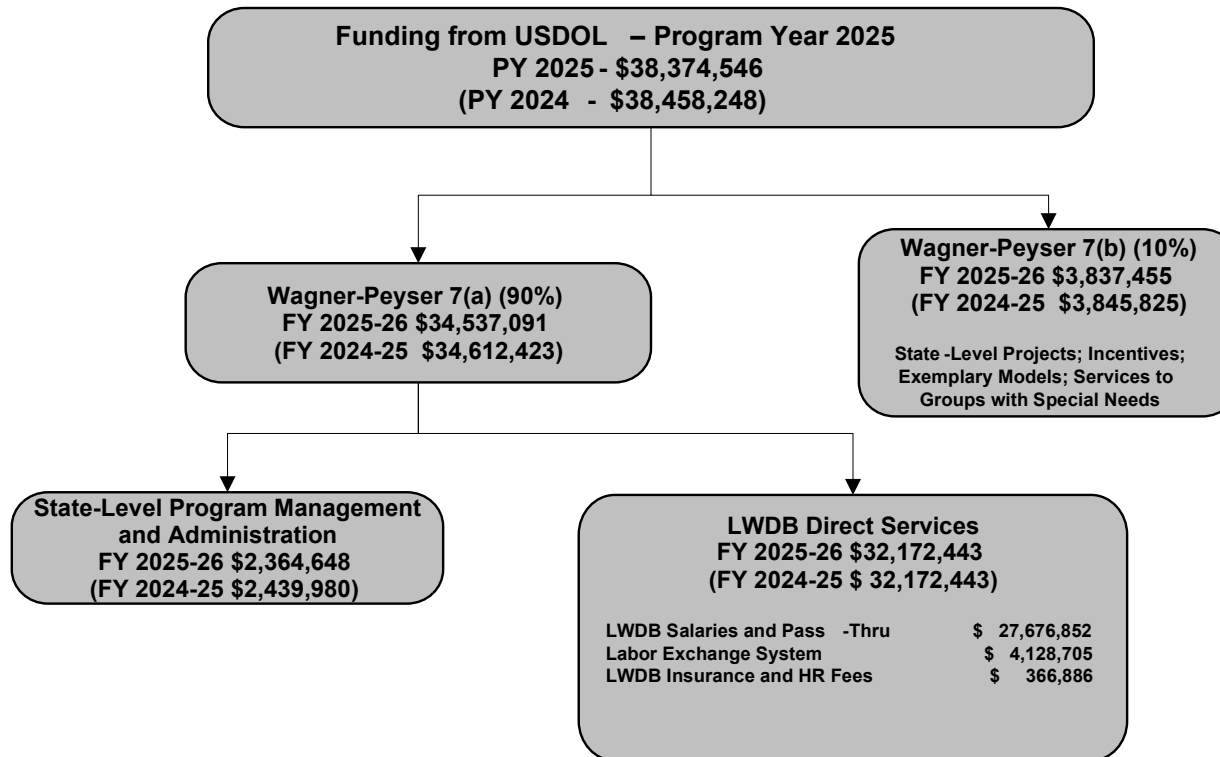 Funding from USDOL – Program Year 2025
PY 2025 - $38,374,546
(PY 2024 - $38,458,248)
Wagner-Peyser 7(a) (90%)
FY 2025-26 $34,537,091
(FY 2024-25 $34,612,423)
Wagner-Peyser 7(b) (10%)
FY 2025-26 $3,837,455
(FY 2024-25 $3,845,825)
State -Level Projects; Incentives;
Exemplary Models; Services to
Groups with Special Needs
State-Level Program Management
and Administration
FY 2025-26 $2,364,648
(FY 2024-25 $2,439,980)
LWDB Direct Services
FY 2025-26 $32,172,443
(FY 2024-25 $ 32,172,443)
LWDB Salaries and Pass -Thru $ 27,676,852
Labor Exchange System $ 4,128,705
LWDB Insurance and HR Fees $ 366,886